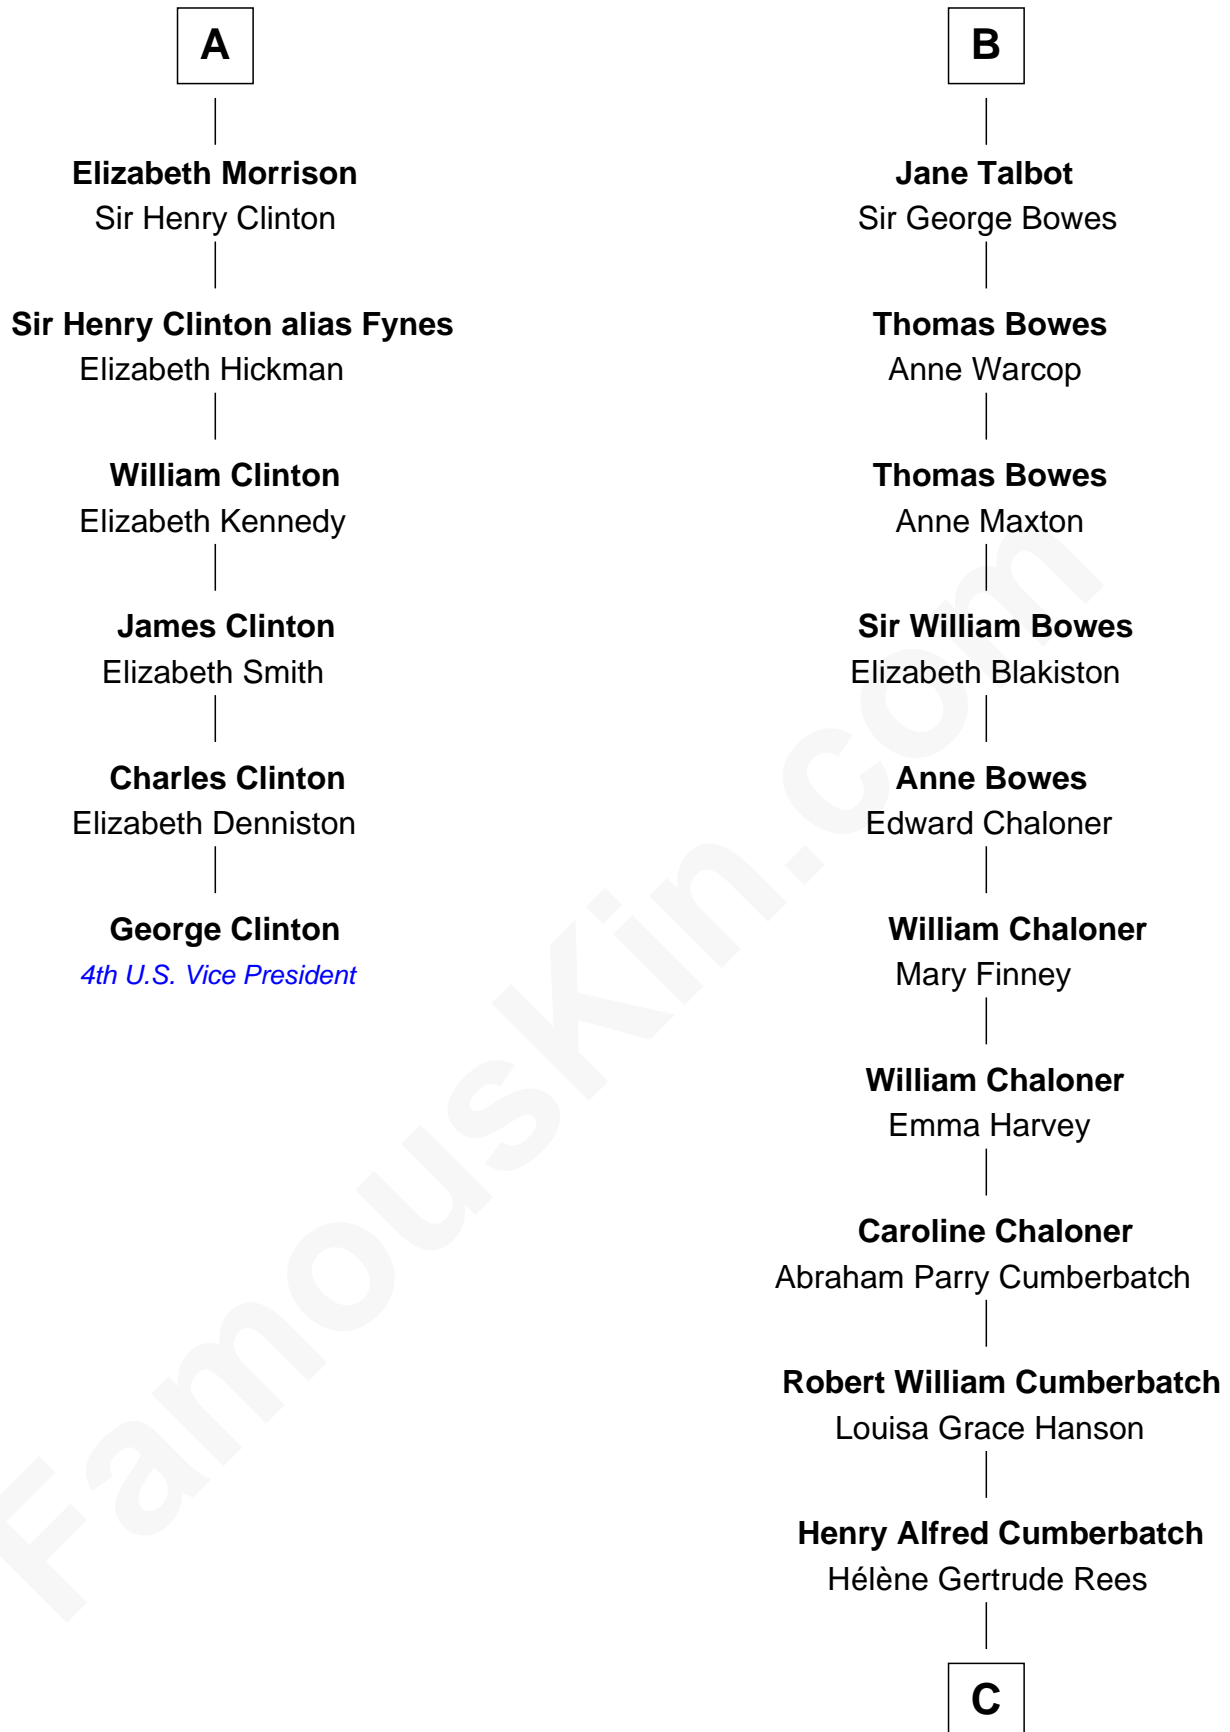 A
Elizabeth Morrison
Sir Henry Clinton
Sir Henry Clinton alias Fynes
Elizabeth Hickman
William Clinton
Elizabeth Kennedy
James Clinton
Elizabeth Smith
Charles Clinton
Elizabeth Denniston
George Clinton
4th U.S. Vice President
B
Jane Talbot
Sir George Bowes
Thomas Bowes
Anne Warcop
Thomas Bowes
Anne Maxton
Sir William Bowes
Elizabeth Blakiston
Anne Bowes
Edward Chaloner
William Chaloner
Mary Finney
William Chaloner
Emma Harvey
Caroline Chaloner
Abraham Parry Cumberbatch
Robert William Cumberbatch
Louisa Grace Hanson
Henry Alfred Cumberbatch
Hélène Gertrude Rees
C
FamousKin.com